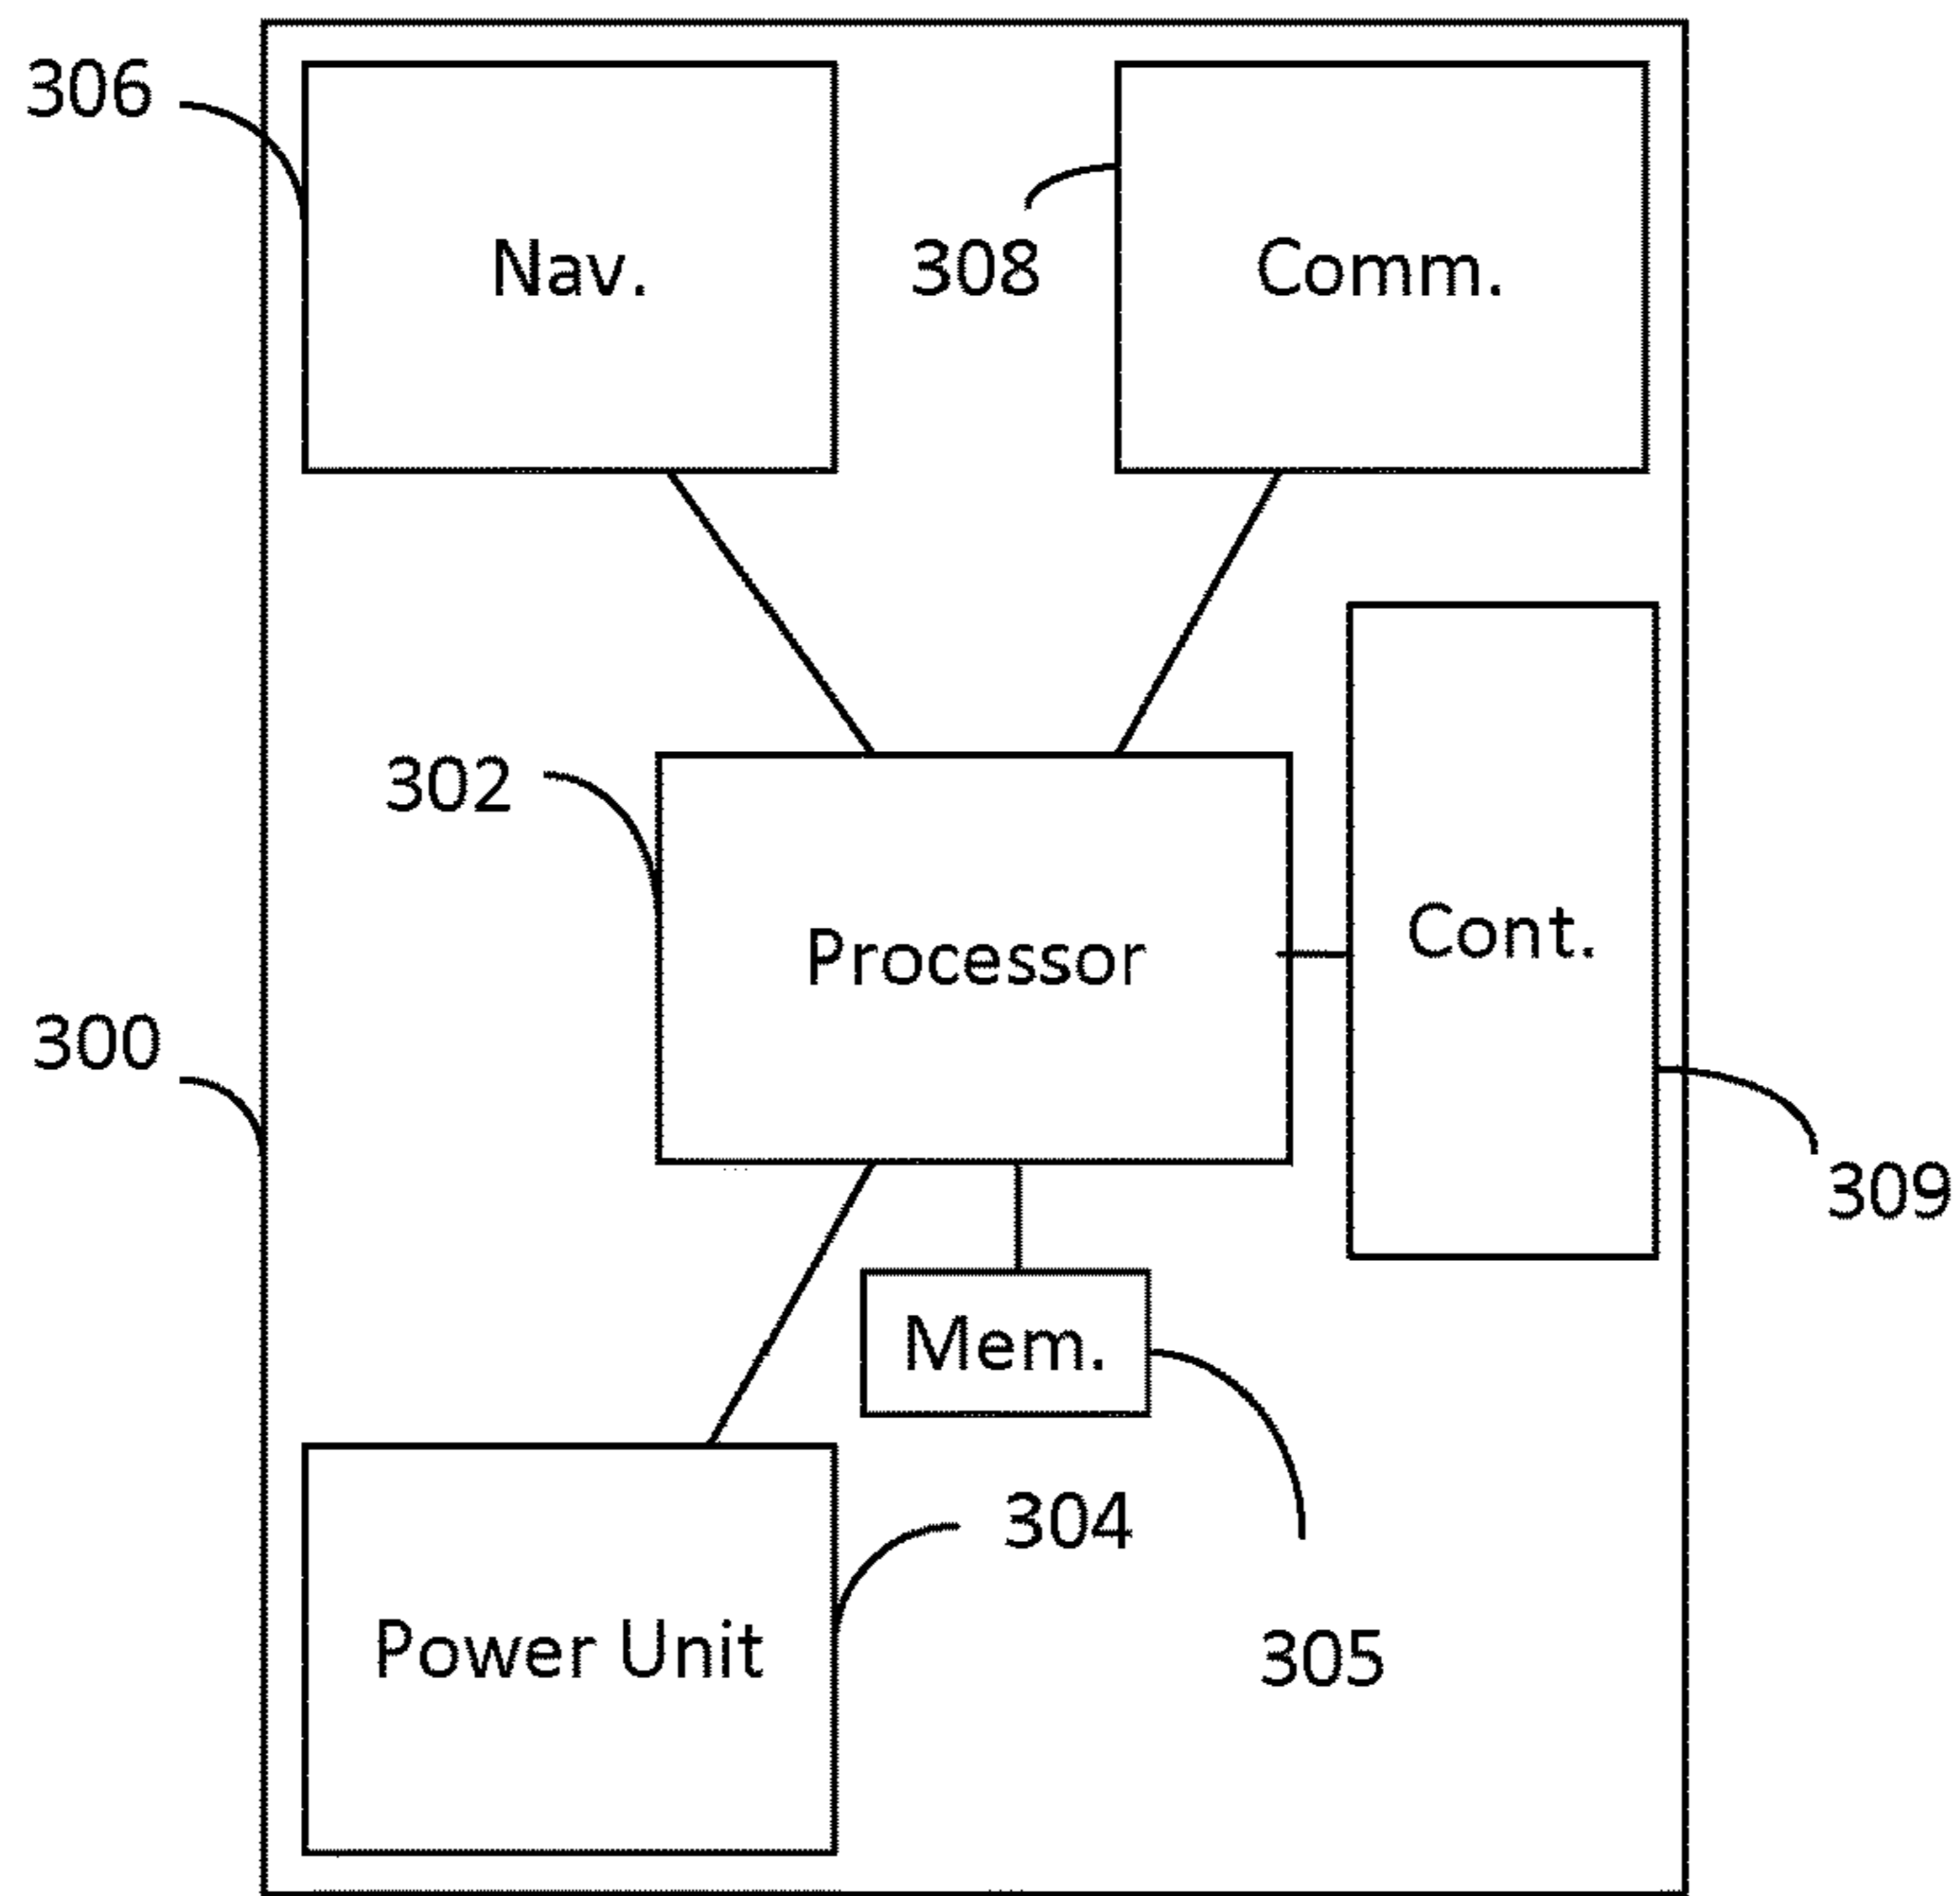 306
Nav.
308
Comm.
302
Processor
Cont.
300
309
Mem.
304
Power Unit
305